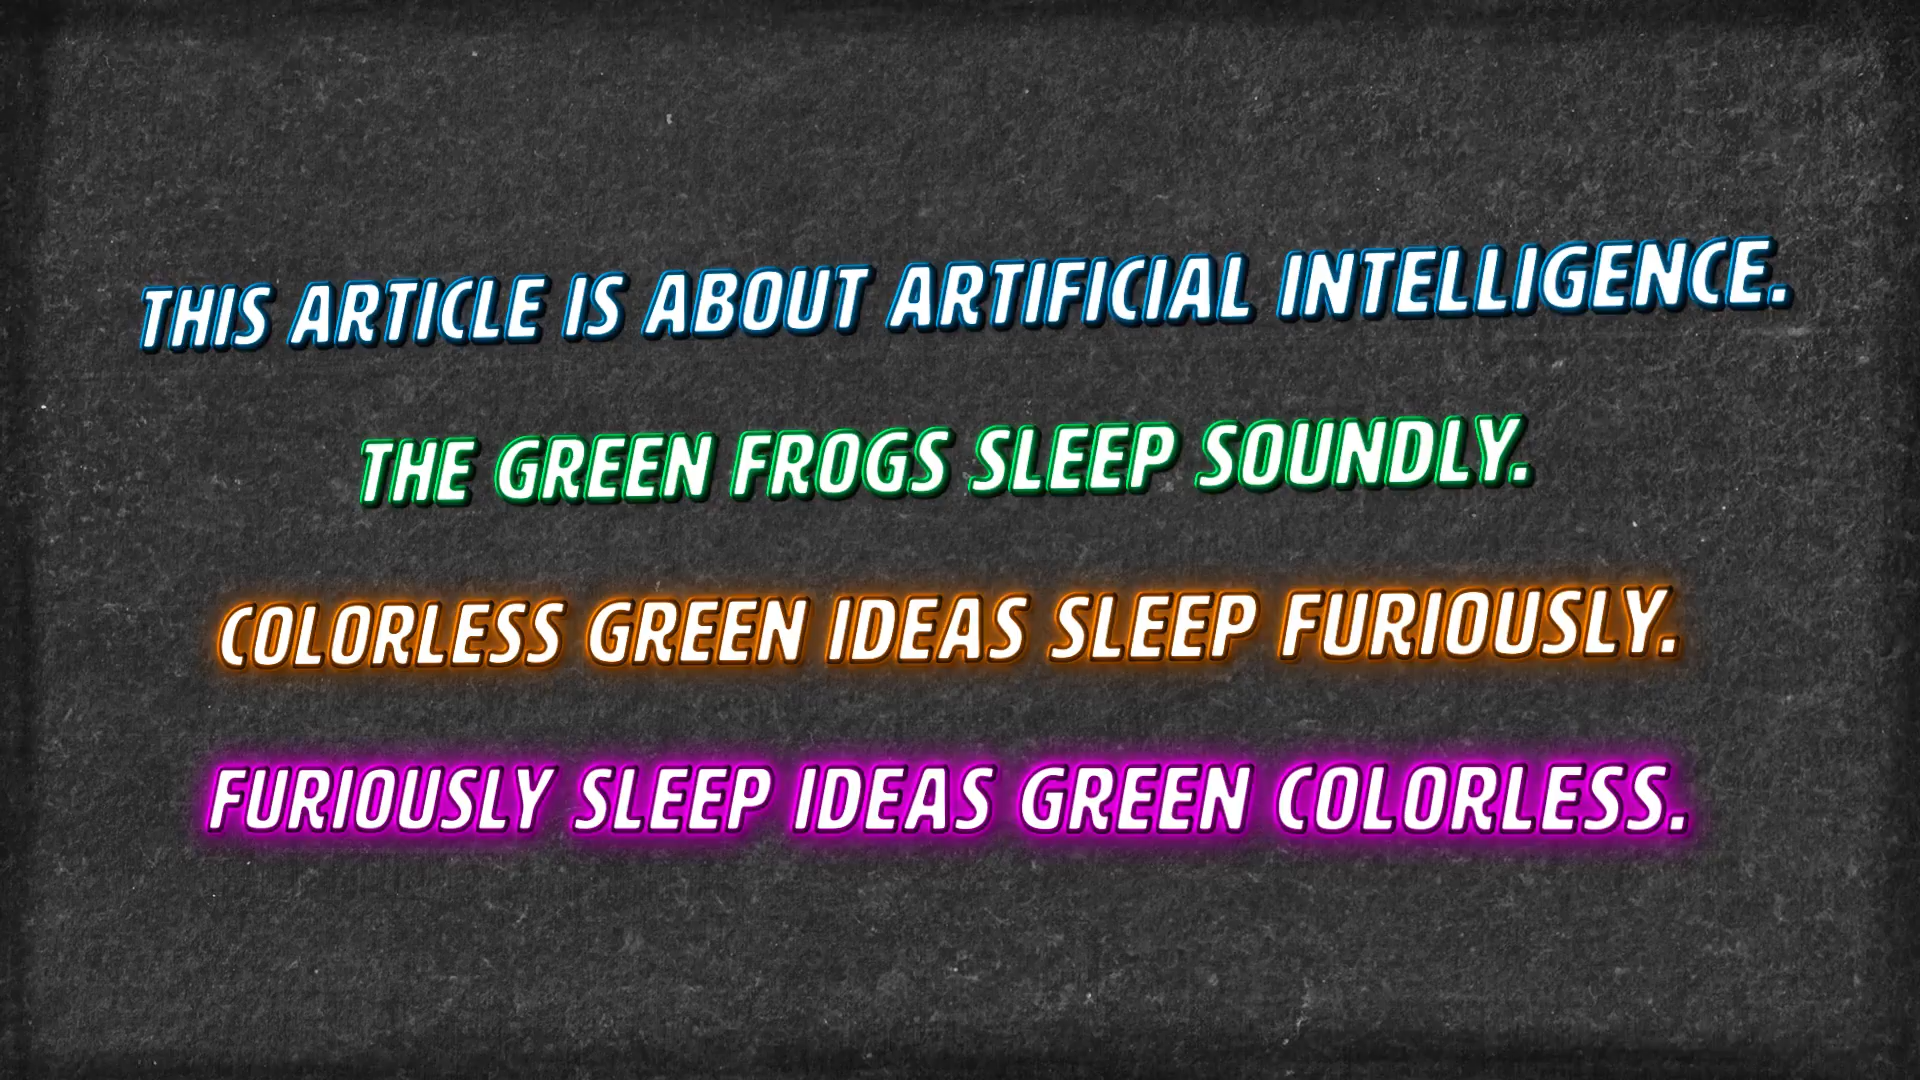 THIS ARTICLE IS ABOUT ARTIFICIAL INTELLIGENCE.
THE GREEN FROGS SLEEP SOUNDLY.
COLORLESS GREEN IDEAS SLEEP FURIOUSLY.
FURIOUSLY SLEEP IDEAS GREEN COLORLESS.